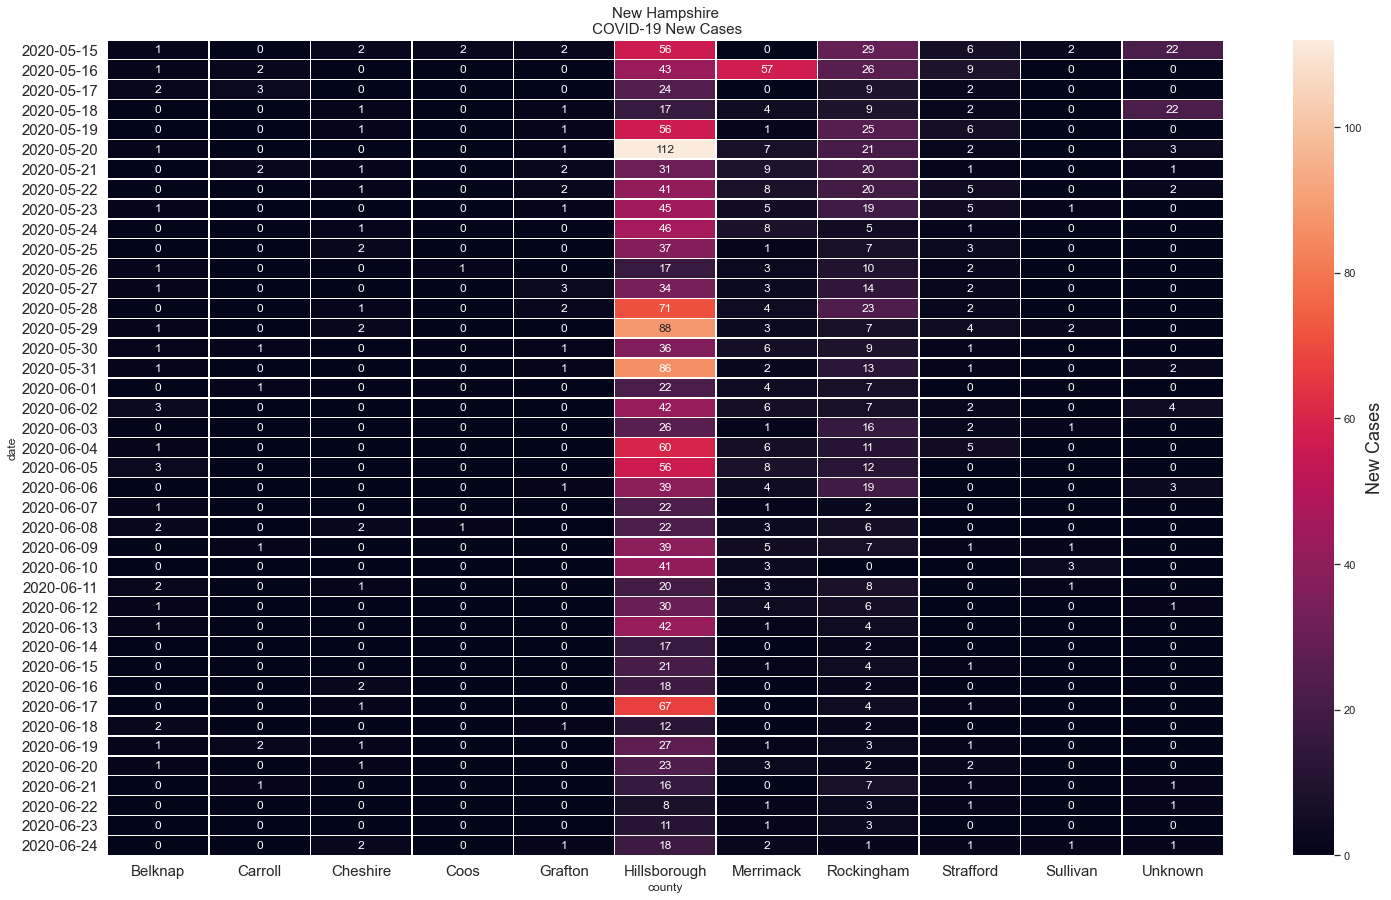 New Hampshire
COVID-19 New Cases
2020-05-15 1 0 2 2 2 56 0 29 6 2 22
2020-05-16 1 2 0 0 0 43 57 26 9 0 0
2020-05-17 2 3 0 0 0 24 0 9 2 0 0
2020-05-18 0 0 1 0 1 17 4 9 2 0 22
2020-05-19 0 0 1 0 1 56 1 25 6 0 0
2020-05-20 1 0 0 0 1 112 7 21 2 0 3
2020-05-21 0 2 1 0 2 31 9 20 1 0 1
2020-05-22 0 0 1 0 2 41 8 20 5 0 2
2020-05-23 1 0 0 0 1 45 5 19 5 1 0
2020-05-24 0 0 1 0 0 46 8 5 1 0 0
2020-05-25 0 0 2 0 0 37 1 7 3 0 0
2020-05-26 1 0 0 1 0 17 3 10 2 0 0
2020-05-27 1 0 0 0 3 34 3 14 2 0 0
2020-05-28 0 0 1 0 2 71 4 23 2 0 0
2020-05-29 1 0 2 0 0 88 3 7 4 2 0
2020-05-30 1 1 0 0 1 36 6 9 1 0 0
2020-05-31 1 0 0 0 1 86 2 13 1 0 2
2020-06-01 0 1 0 0 0 22 4 7 0 0 0
2020-06-02 3 0 0 0 0 42 6 7 2 0 4
2020-06-03 0 0 0 0 0 26 1 16 2 1 0
2020-06-04 1 0 0 0 0 60 6 11 5 0 0
2020-06-05 3 0 0 0 0 56 8 12 0 0 0
2020-06-06 0 0 0 0 1 39 4 19 0 0 3
2020-06-07 1 0 0 0 0 22 1 2 0 0 0
2020-06-08 2 0 2 1 0 22 3 6 0 0 0
2020-06-09 0 1 0 0 0 39 5 7 1 1 0
2020-06-10 0 0 0 0 0 41 3 0 0 3 0
2020-06-11 2 0 1 0 0 20 3 8 0 1 0
2020-06-12 1 0 0 0 0 30 4 6 0 0 1
2020-06-13 1 0 0 0 0 42 1 4 0 0 0
2020-06-14 0 0 0 0 0 17 0 2 0 0 0
2020-06-15 0 0 0 0 0 21 1 4 1 0 0
2020-06-16 0 0 2 0 0 18 0 2 0 0 0
2020-06-17 0 0 1 0 0 67 0 4 1 0 0
2020-06-18 2 0 0 0 1 12 0 2 0 0 0
2020-06-19 1 2 1 0 0 27 1 3 1 0 0
2020-06-20 1 0 1 0 0 23 3 2 2 0 0
2020-06-21 0 1 0 0 0 16 0 7 1 0 1
2020-06-22 0 0 0 0 0 8 1 3 1 0 1
2020-06-23 0 0 0 0 0 11 1 3 0 0 0
2020-06-24 0 0 2 0 1 18 2 1 1 1 1
Belknap Carroll Cheshire Coos Grafton Hillsborough Merrimack Rockingham Strafford Sullivan Unknown
county
date
100
80
60
40
20
0
New Cases